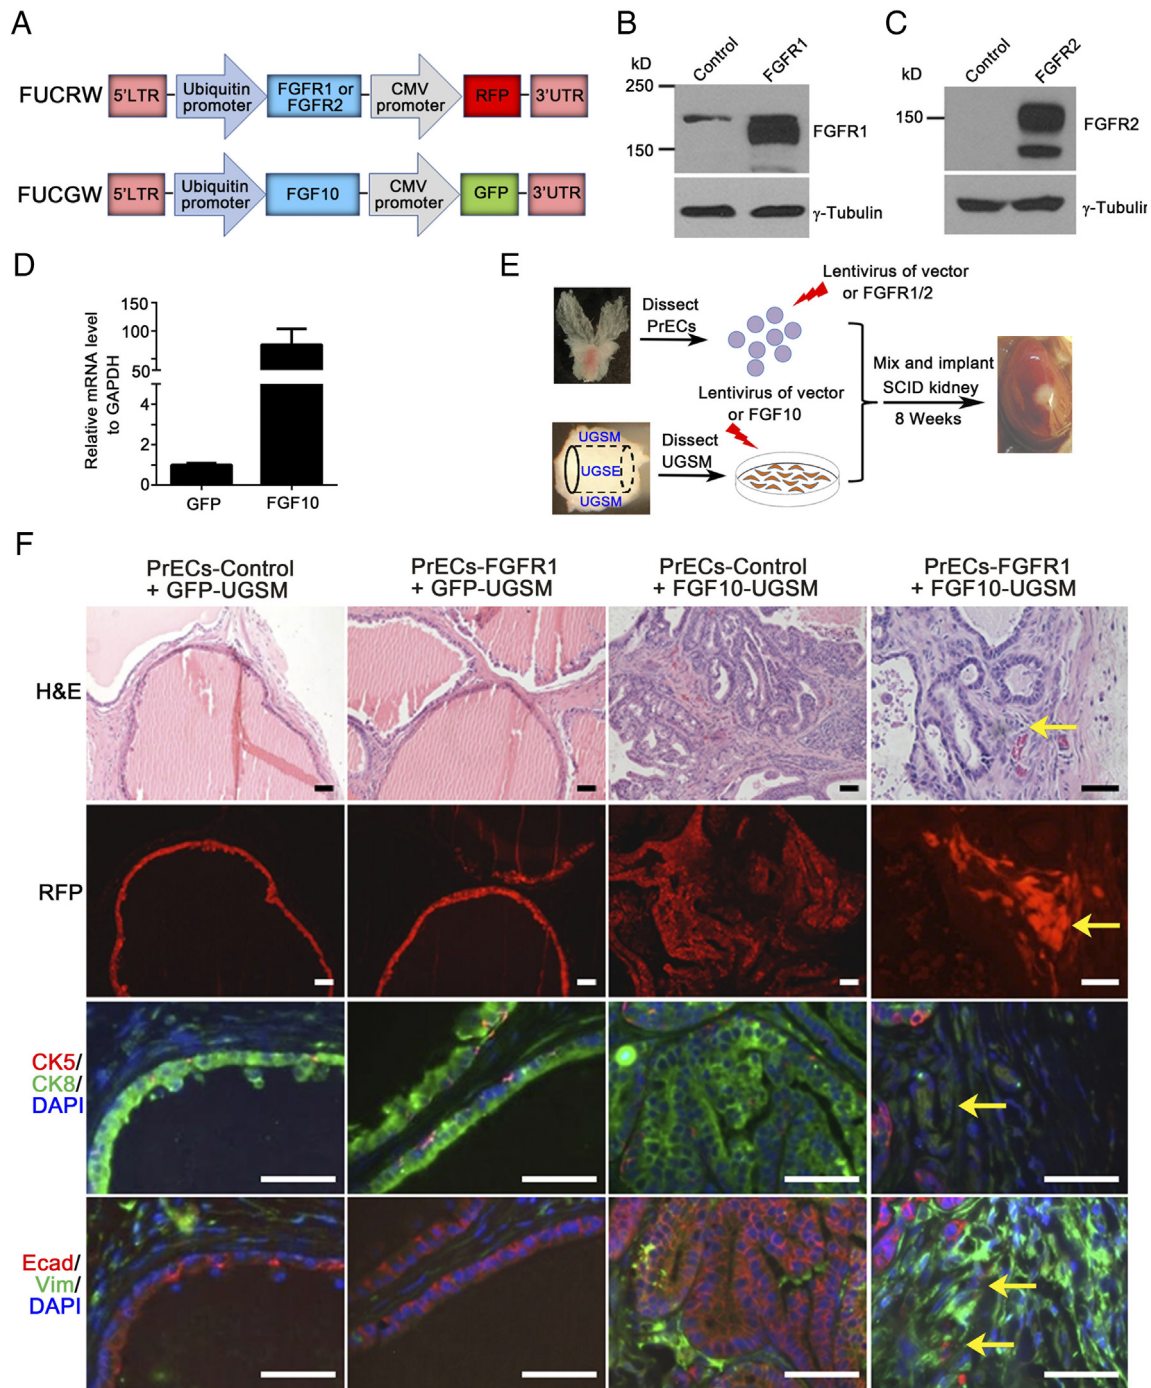 A
FUCRW
5'LTR
Ubiquitin
promoter
FGFR1 or
FGFR2
CMV
promoter
RFP
3'UTR
FUCGW
5'LTR
Ubiquitin
promoter
FGF10
CMV
promoter
GFP
3'UTR
B
kD
Control
FGFR1
250
150
FGFR1
γ-Tubulin
C
kD
Control
FGFR2
150
FGFR2
γ-Tubulin
D
Relative mRNA level
to GAPDH
150
100
50
4
2
0
GFP
FGF10
E
Dissect
PrECs
Lentivirus of vector
or FGFR1/2
Lentivirus of vector
or FGF10
UGSM
UGSE
UGSM
Dissect
UGSM
Mix and implant
SCID kidney
8 Weeks
F
PrECs-Control
+ GFP-UGSM
PrECs-FGFR1
+ GFP-UGSM
PrECs-Control
+ FGF10-UGSM
PrECs-FGFR1
+ FGF10-UGSM
H&E
RFP
CK5/
CK8/
DAPI
Ecad/
Vim/
DAPI